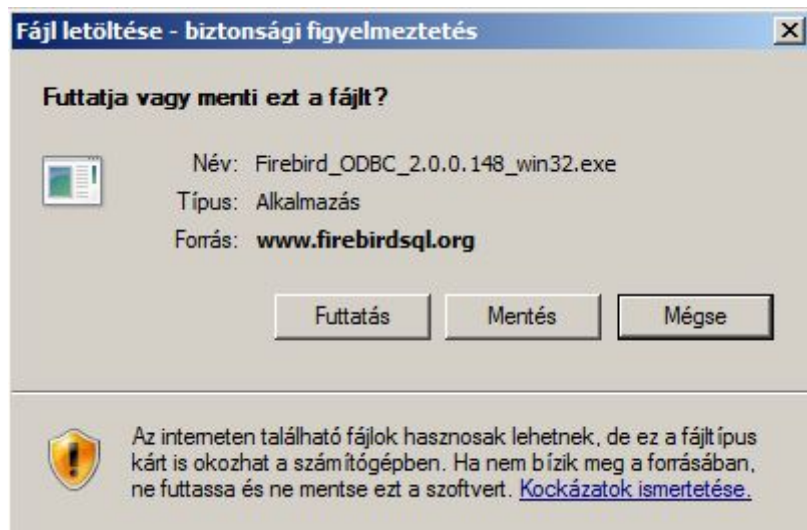 Fájl letöltése - biztonsági figyelmeztetés
Futtatja vagy menti ezt a fájlt?
Név: Firebird_ODBC_2.0.0.148_win32.exe
Típus: Alkalmazás
Forrás: www.firebirdsql.org
Futtatás Mentés Mégse
Az interneten található fájlok hasznosak lehetnek, de ez a fájltípus
kárt is okozhat a számítógépben. Ha nem bízik meg a forrásában,
ne futtassa és ne mentse ezt a szoftvert. Kockázatok ismertetése.